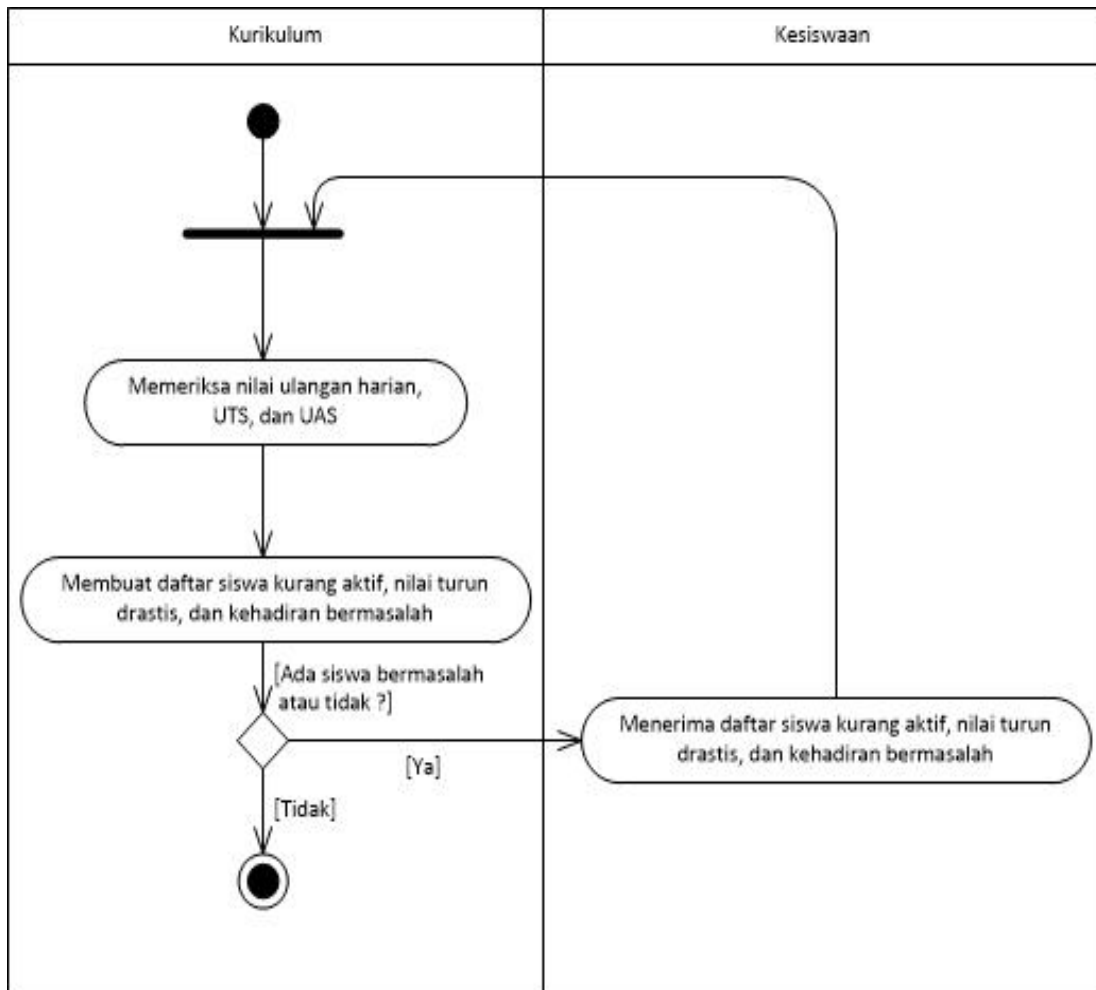 Kurikulum
Kesiswaan
Memeriksa nilai ulangan harian,
UTS, dan UAS
Membuat daftar siswa kurang aktif, nilai turun
drastis, dan kehadiran bermasalah
[Ada siswa bermasalah
atau tidak ?]
[Ya]
Menerima daftar siswa kurang aktif, nilai turun
drastis, dan kehadiran bermasalah
[Tidak]